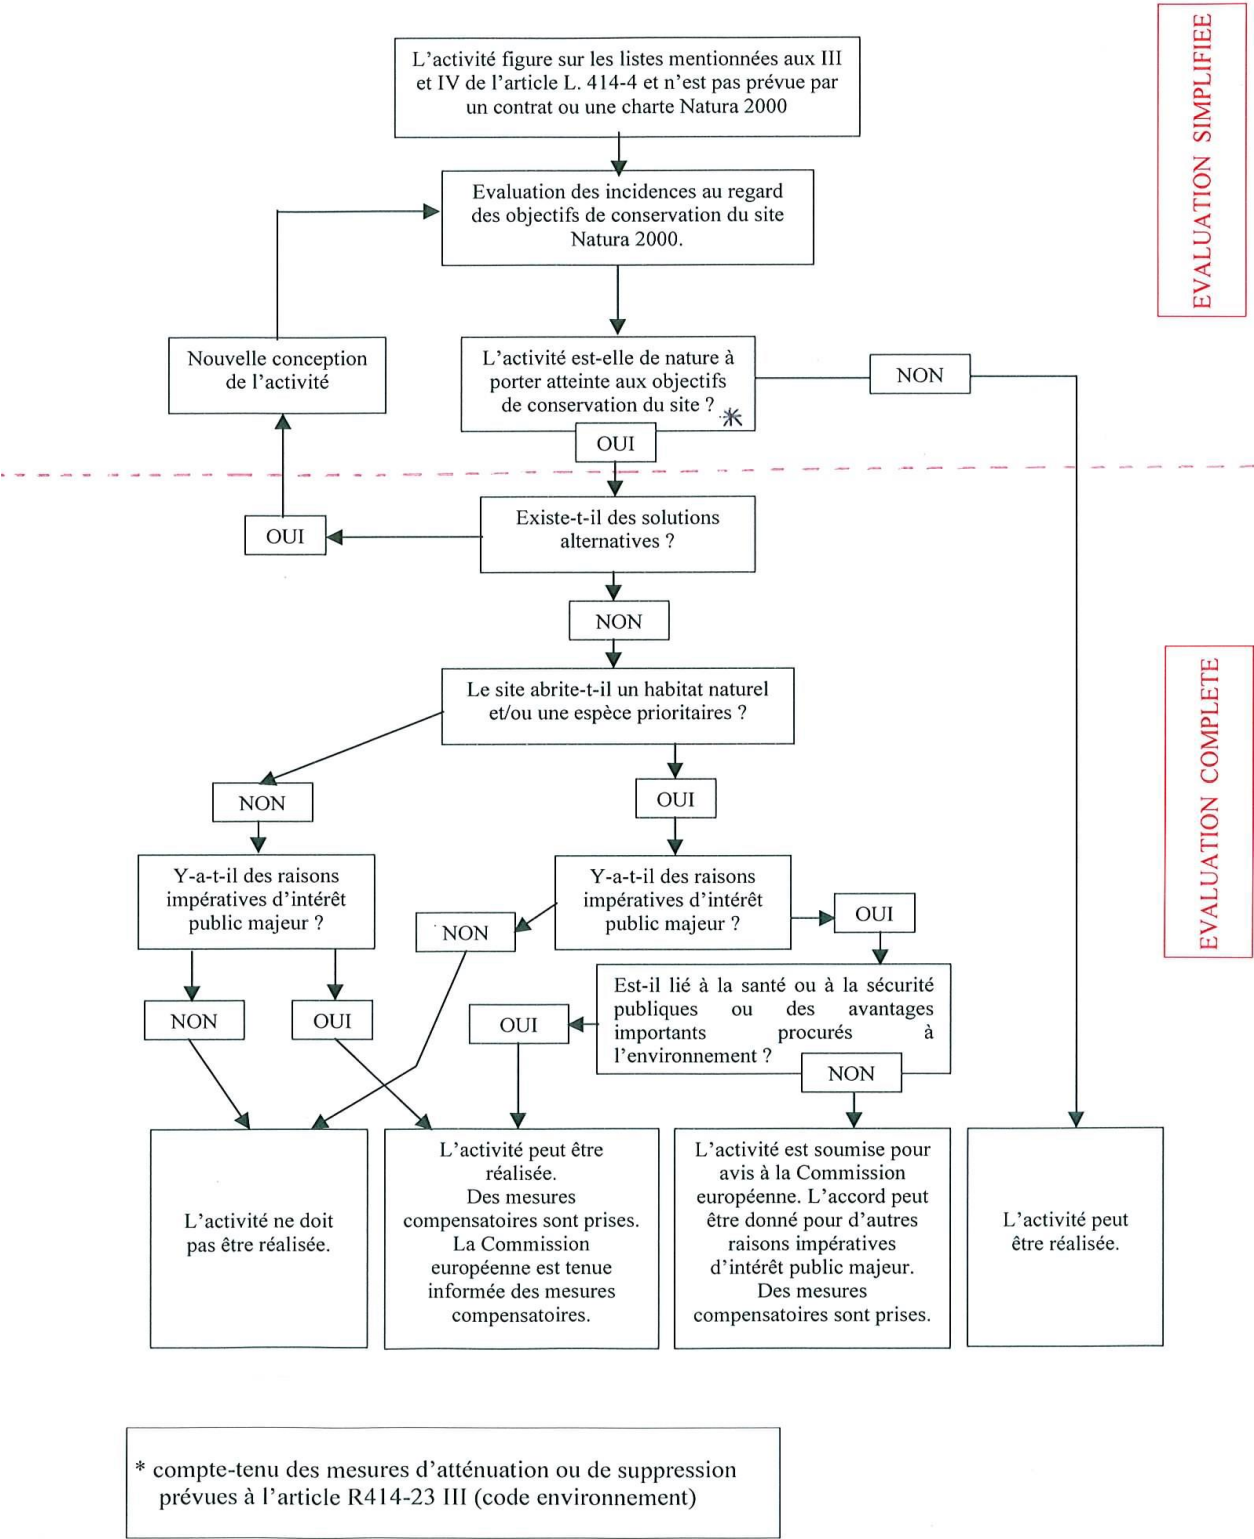 EVALUATION SIMPLIFIEE
L'activité figure sur les listes mentionnées aux III
et IV de l'article L. 414-4 et n'est pas prévue par
un contrat ou une charte Natura 2000
Evaluation des incidences au regard
des objectifs de conservation du site
Natura 2000.
Nouvelle conception
de l'activité
L'activité est-elle de nature à
porter atteinte aux objectifs
de conservation du site ? *
NON
OUI
Existe-t-il des solutions
alternatives ?
OUI
NON
EVALUATION COMPLETE
Le site abrite-t-il un habitat naturel
et/ou une espèce prioritaires ?
NON
OUI
Y-a-t-il des raisons
impératives d'intérêt
public majeur ?
Y-a-t-il des raisons
impératives d'intérêt
public majeur ?
OUI
NON
Est-il lié à la santé ou à la sécurité
publiques ou des avantages
importants procurés à
l'environnement ?
NON
OUI
OUI
NON
L'activité ne doit
pas être réalisée.
L'activité peut être
réalisée.
Des mesures
compensatoires sont prises.
La Commission
européenne est tenue
informée des mesures
compensatoires.
L'activité est soumise pour
avis à la Commission
européenne. L'accord peut
être donné pour d'autres
raisons impératives
d'intérêt public majeur.
Des mesures
compensatoires sont prises.
L'activité peut
être réalisée.
* compte-tenu des mesures d'atténuation ou de suppression
prévues à l'article R414-23 III (code environnement)